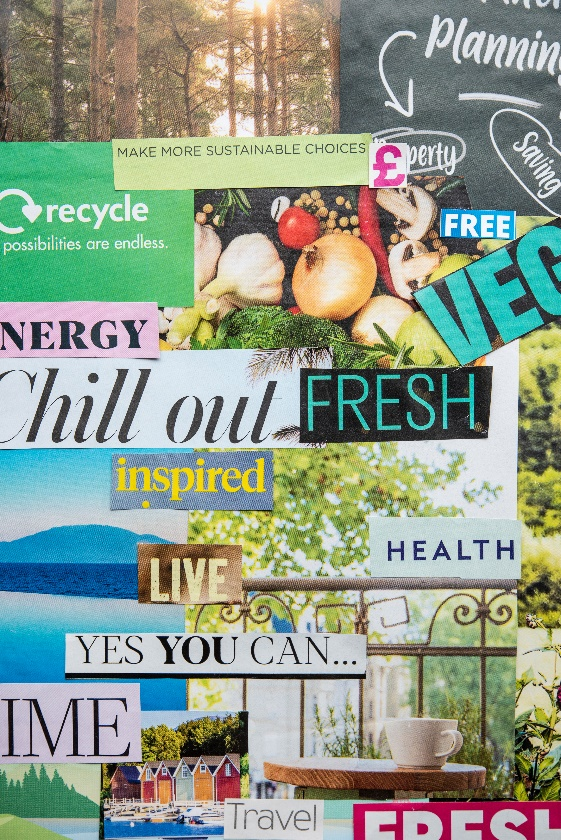 Planning
MAKE MORE SUSTAINABLE CHOICES
£
perty
Saving
recycle
possibilities are endless.
FREE
VEG
NERGY
Chill out
FRESH
inspired
HEALTH
LIVE
YES YOU CAN...
IME
Travel
FRESH